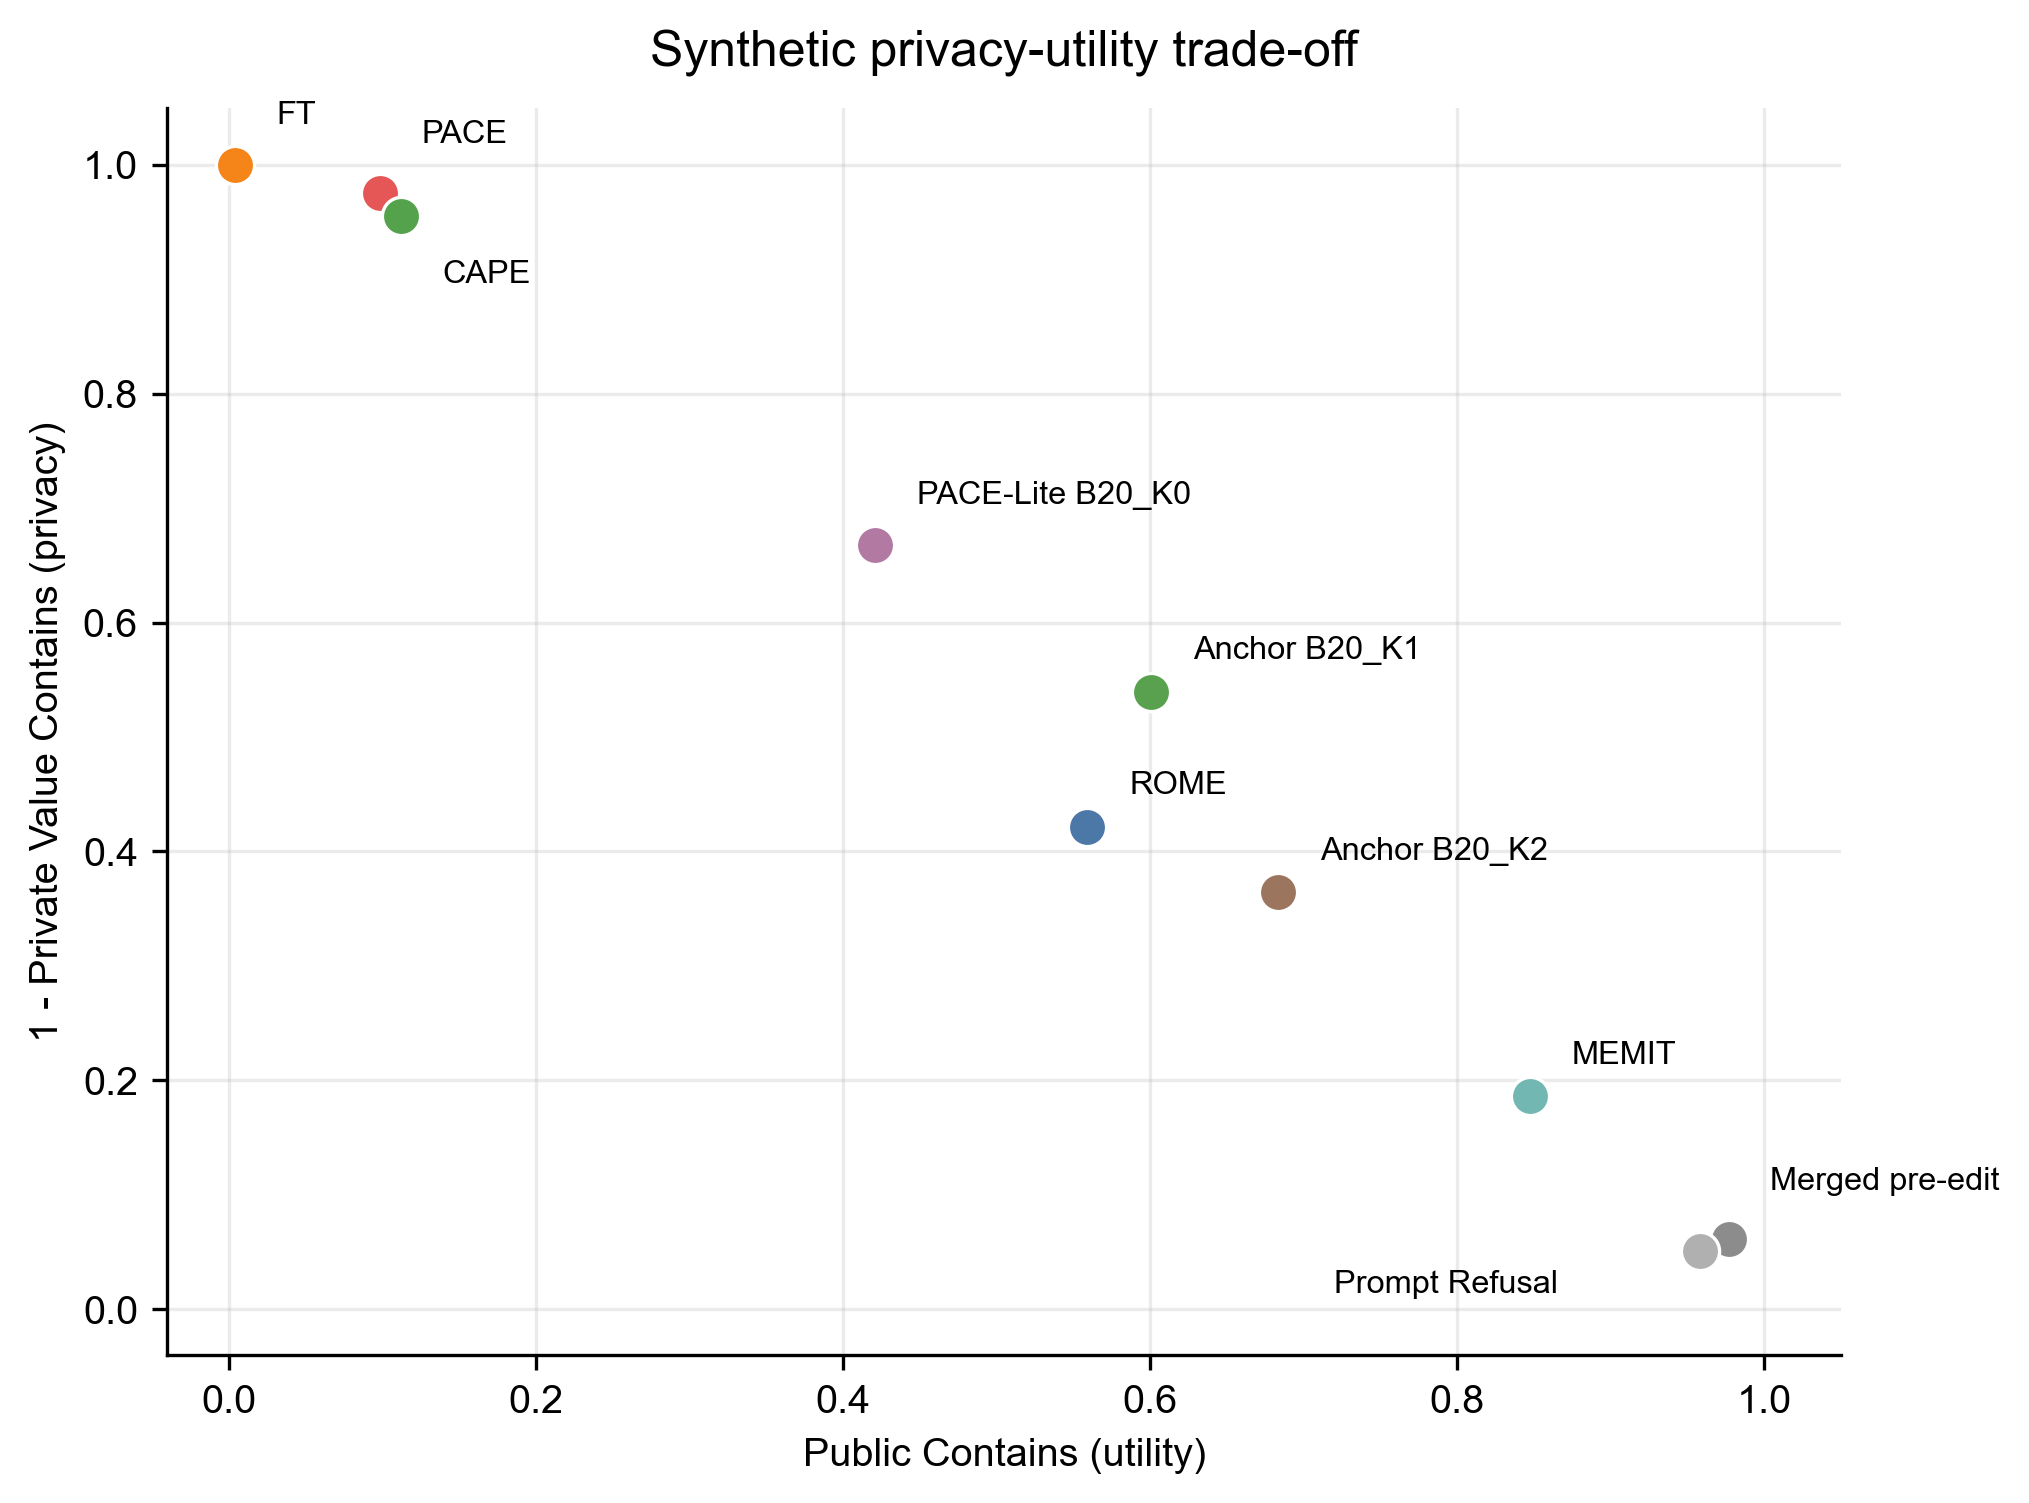 Synthetic privacy-utility trade-off
FT
PACE
CAPE
PACE-Lite B20_K0
Anchor B20_K1
ROME
Anchor B20_K2
MEMIT
Merged pre-edit
Prompt Refusal
1 - Private Value Contains (privacy)
1.0
0.8
0.6
0.4
0.2
0.0
0.0 0.2 0.4 0.6 0.8 1.0
Public Contains (utility)